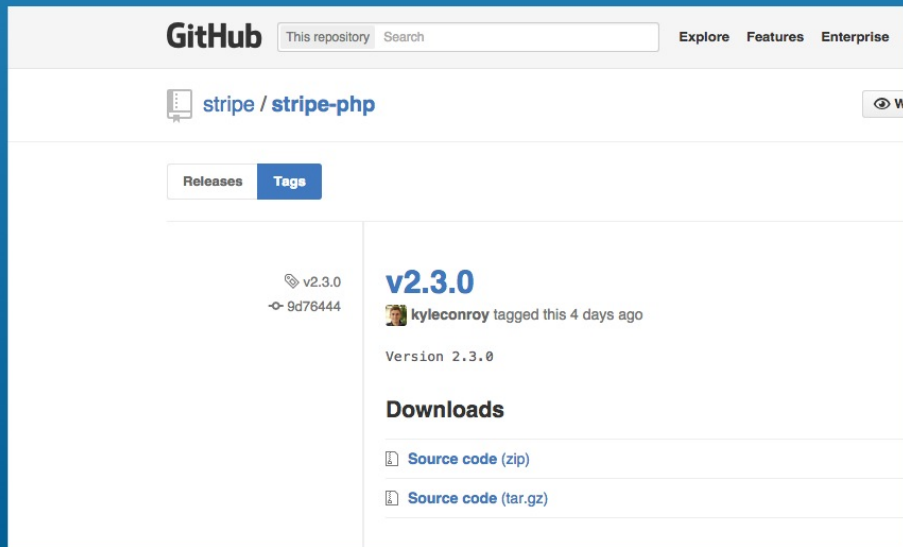 GitHub This repository Search Explore Features Enterprise
stripe / stripe-php
W
Releases Tags
v2.3.0
9d76444
v2.3.0
kyleconroy tagged this 4 days ago
Version 2.3.0
Downloads
Source code (zip)
Source code (tar.gz)